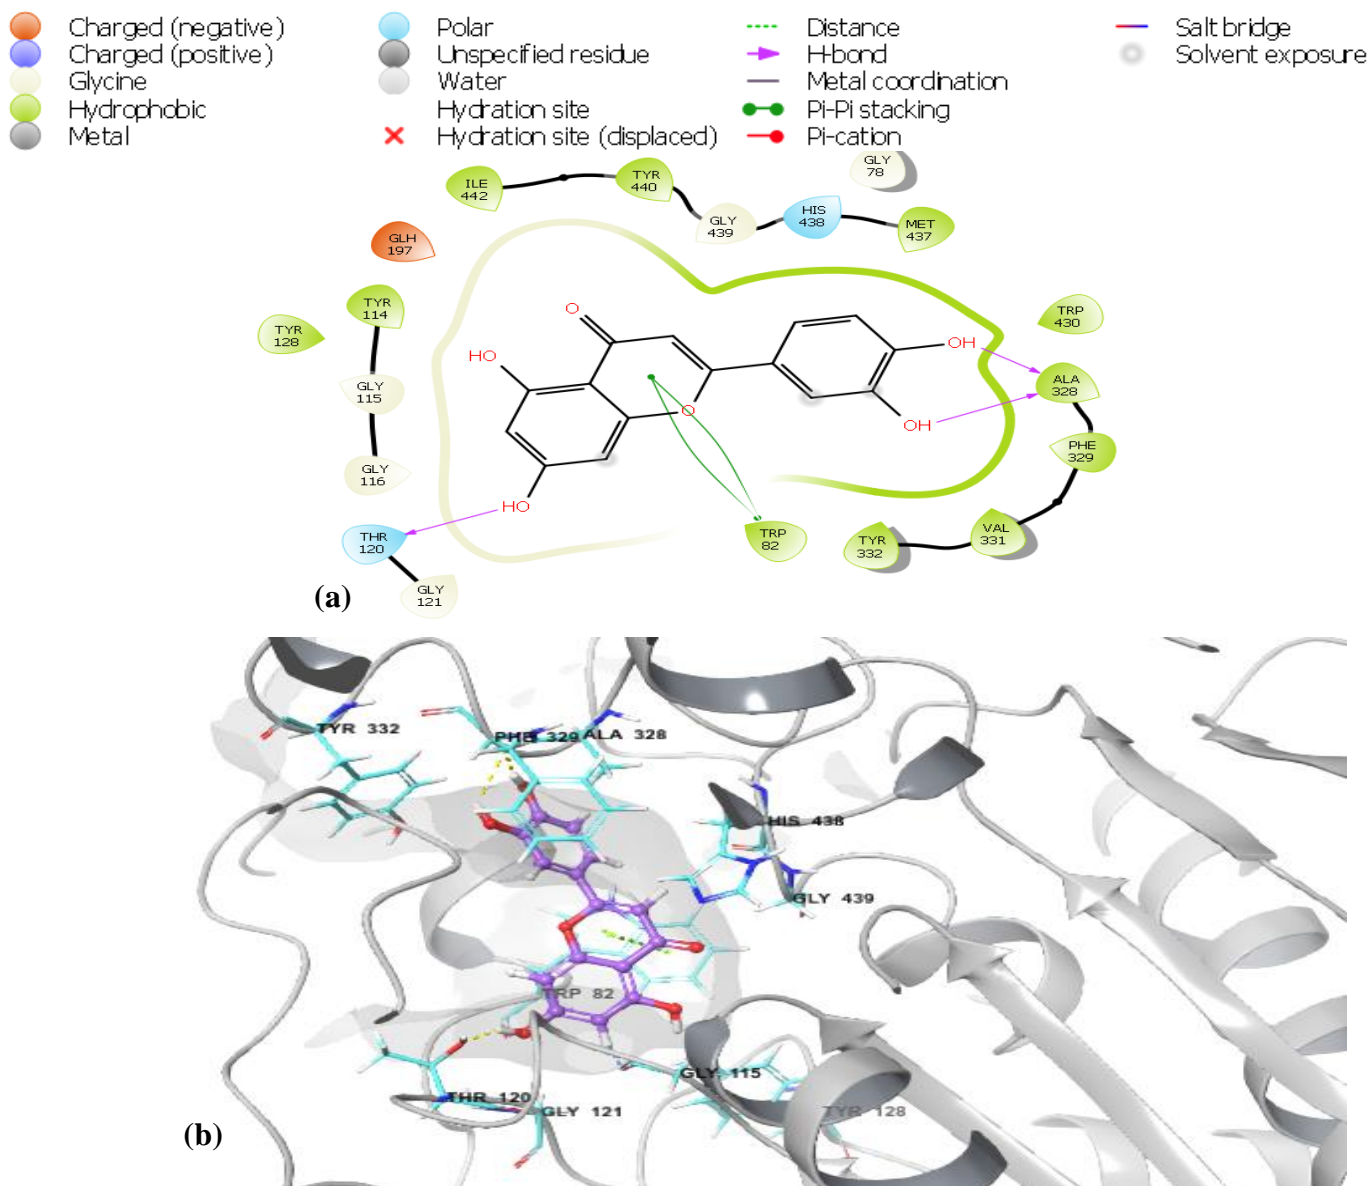 Charged (negative)
Charged (positive)
Glycine
Hydrophobic
Metal
Polar
Unspecified residue
Water
Hydration site
Hydration site (displaced)
Distance
H-bond
Metal coordination
Pi-Pi stacking
Pi-cation
Salt bridge
Solvent exposure
ILE
442
TYR
440
GLY
439
HIS
438
GLY
78
MET
437
GLH
197
TYR
114
TYR
128
GLY
115
GLY
116
THR
120
GLY
121
TRP
430
ALA
328
PHE
329
VAL
331
TYR
332
TRP
82
O
HO
O
HO
OH
OH
(a)
TYR 332
PHE 329
ALA 328
HIS 438
GLY 439
TRP 82
THR 120
GLY 121
GLY 115
TYR 128
(b)